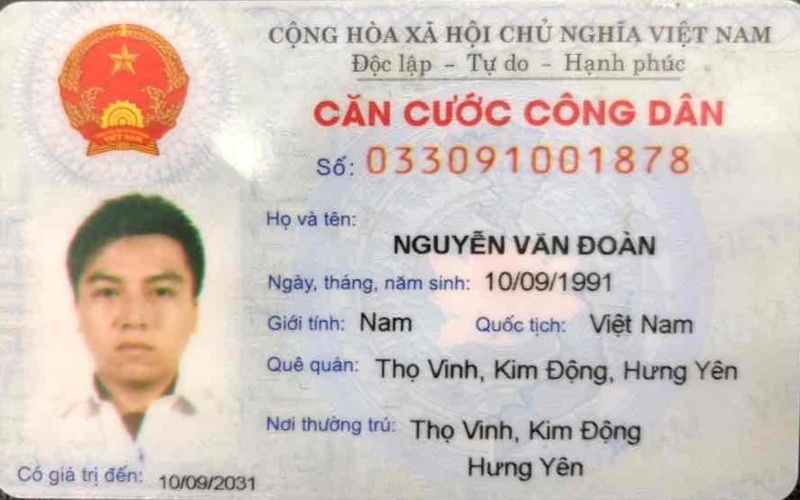 CỘNG HÒA XÃ HỘI CHỦ NGHĨA VIỆT NAM
Độc lập - Tự do - Hạnh phúc
CĂN CƯỚC CÔNG DÂN
Số: 033091001878
Họ và tên:
NGUYỄN VĂN ĐOÀN
Ngày, tháng, năm sinh: 10/09/1991
Giới tính: Nam Quốc tịch: Việt Nam
Quê quán: Thọ Vinh, Kim Động, Hưng Yên
Nơi thường trú: Thọ Vinh, Kim Động
Hưng Yên
Có giá trị đến: 10/09/2031
VIỆT NAM